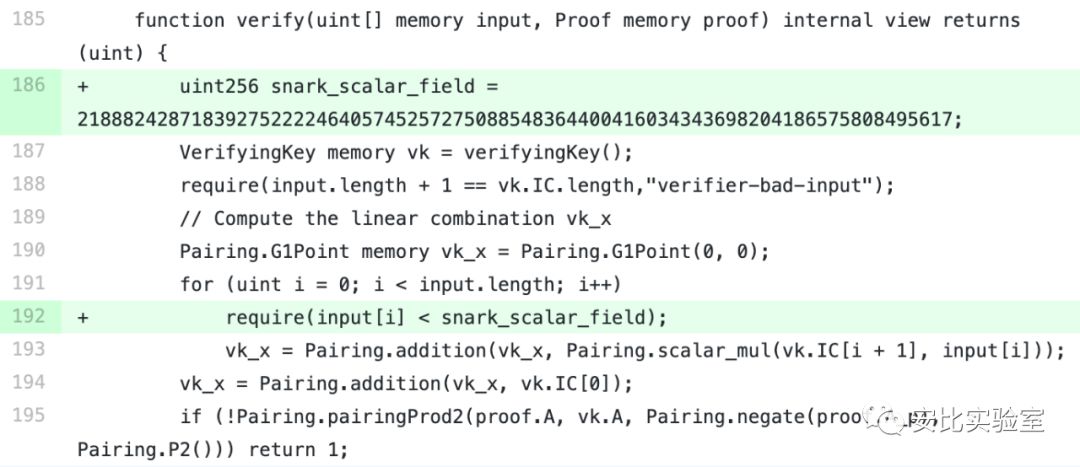 185 function verify(uint[] memory input, Proof memory proof) internal view returns
(uint) {
186 + uint256 snark_scalar_field =
21888242871839275222246405745257275088548364400416034343698204186575808495617;
187 VerifyingKey memory vk = verifyingKey();
188 require(input.length + 1 == vk.IC.length,"verifier-bad-input");
189 // Compute the linear combination vk_x
190 Pairing.G1Point memory vk_x = Pairing.G1Point(0, 0);
191 for (uint i = 0; i < input.length; i++)
192 + require(input[i] < snark_scalar_field);
193 vk_x = Pairing.addition(vk_x, Pairing.scalar_mul(vk.IC[i + 1], input[i]));
194 vk_x = Pairing.addition(vk_x, vk.IC[0]);
195 if (!Pairing.pairingProd2(proof.A, vk.A, Pairing.negate(proof
安比实验室
Pairing.P2())) return 1;